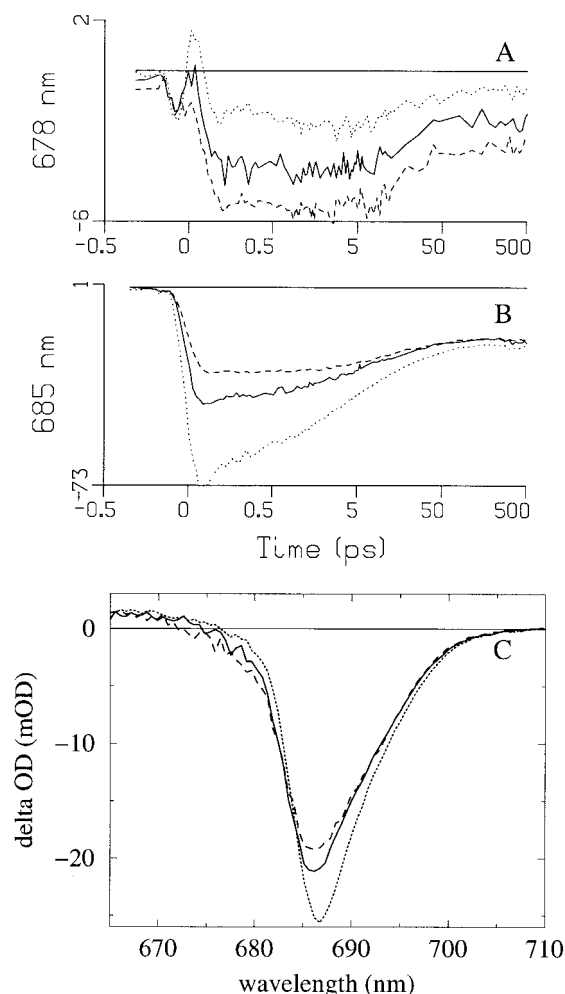 2
A
678 nm
-6
-0.5 0 0.5 5 50 500
1
B
685 nm
-73
-0.5 0 0.5 5 50 500
Time (ps)
0
C
-10
-20
delta OD (mOD)
670 680 690 700 710
wavelength (nm)